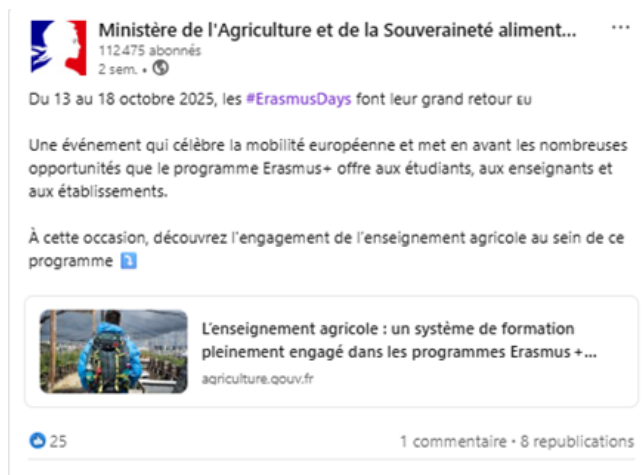 Ministère de l'Agriculture et de la Souveraineté aliment...
112 475 abonnés
2 sem. •
Du 13 au 18 octobre 2025, les #ErasmusDays font leur grand retour EU
Une événement qui célèbre la mobilité européenne et met en avant les nombreuses
opportunités que le programme Erasmus+ offre aux étudiants, aux enseignants et
aux établissements.
À cette occasion, découvrez l'engagement de l'enseignement agricole au sein de ce
programme
L'enseignement agricole : un système de formation
pleinement engagé dans les programmes Erasmus +...
agriculture.gouv.fr
25
1 commentaire • 8 republications